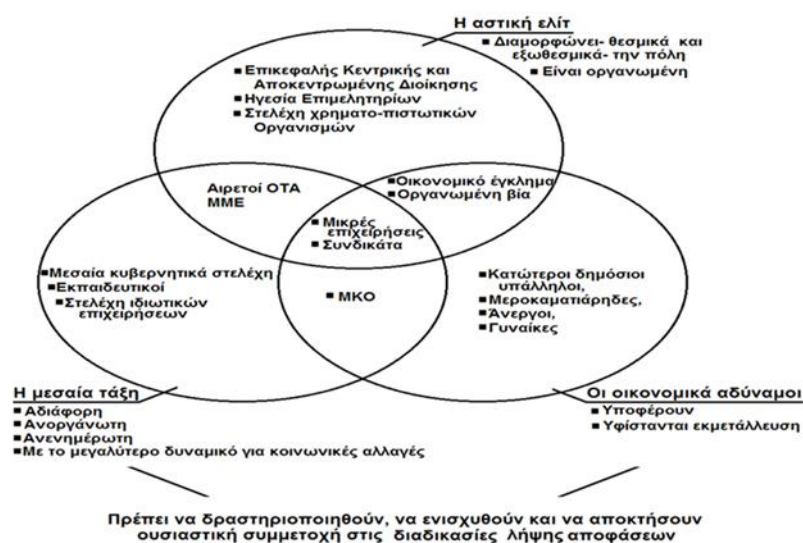 Η αστική ελίτ
▪ Διαμορφώνει- θεσμικά και
εξωθεσμικά- την πόλη
▪ Είναι οργανωμένη
▪ Επικεφαλής Κεντρικής και
Αποκεντρωμένης Διοίκησης
▪ Ηγεσία Επιμελητηρίων
▪ Στελέχη χρηματο-πιστωτικών
Οργανισμών
Αιρετοί ΟΤΑ
ΜΜΕ
▪ Οικονομικό έγκλημα
▪ Οργανωμένη βία
▪ Μικρές
επιχειρήσεις
▪ Συνδικάτα
▪ Μεσαία κυβερνητικά στελέχη
▪ Εκπαιδευτικοί
▪ Στελέχη ιδιωτικών
επιχειρήσεων
▪ ΜΚΟ
▪ Κατώτεροι δημόσιοι
υπάλληλοι,
▪ Μεροκαματιάρηδες,
▪ Άνεργοι,
▪ Γυναίκες
Η μεσαία τάξη
▪ Αδιάφορη
▪ Ανοργάνωτη
▪ Ανενημέρωτη
▪ Με το μεγαλύτερο δυναμικό για κοινωνικές αλλαγές
Οι οικονομικά αδύναμοι
▪ Υποφέρουν
▪ Υφίστανται εκμετάλλευση
Πρέπει να δραστηριοποιηθούν, να ενισχυθούν και να αποκτήσουν
ουσιαστική συμμετοχή στις διαδικασίες λήψης αποφάσεων